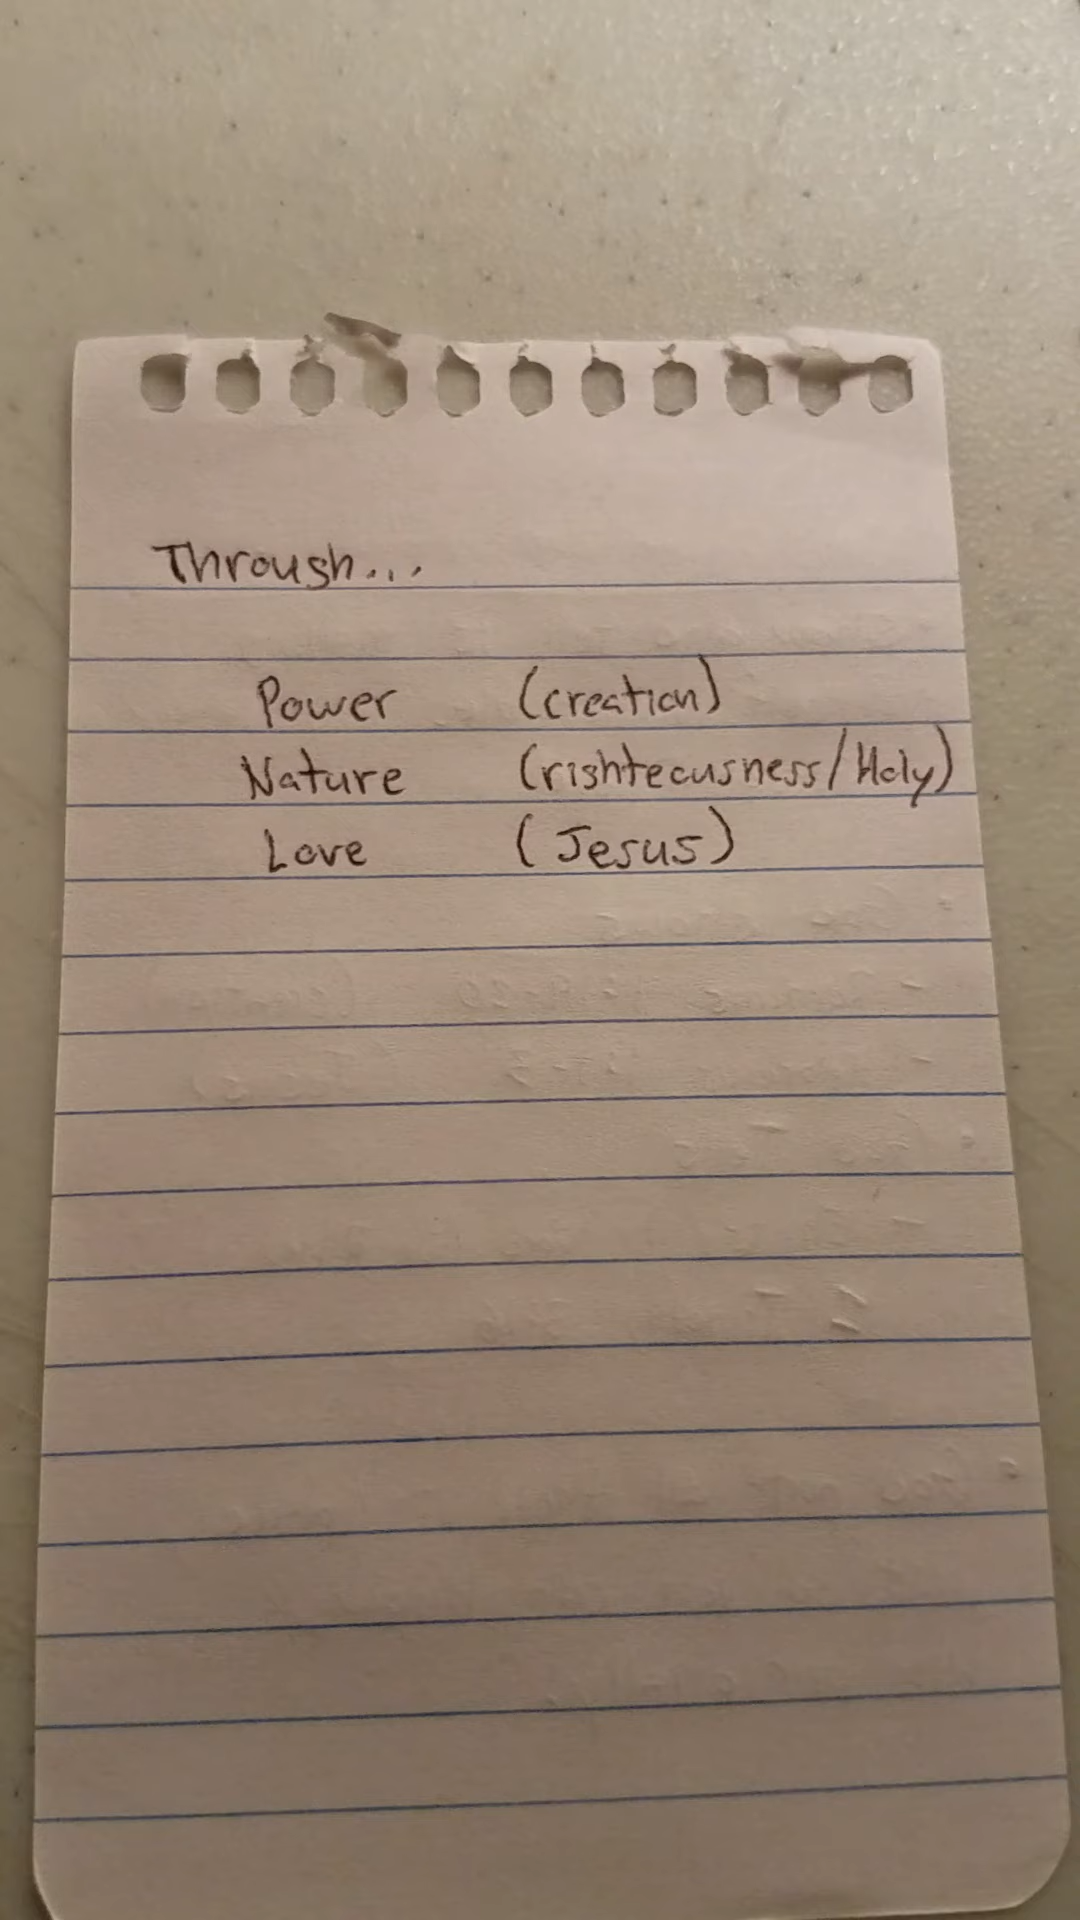 Through...
Power (creation)
Nature (righteousness/Holy)
Love (Jesus)